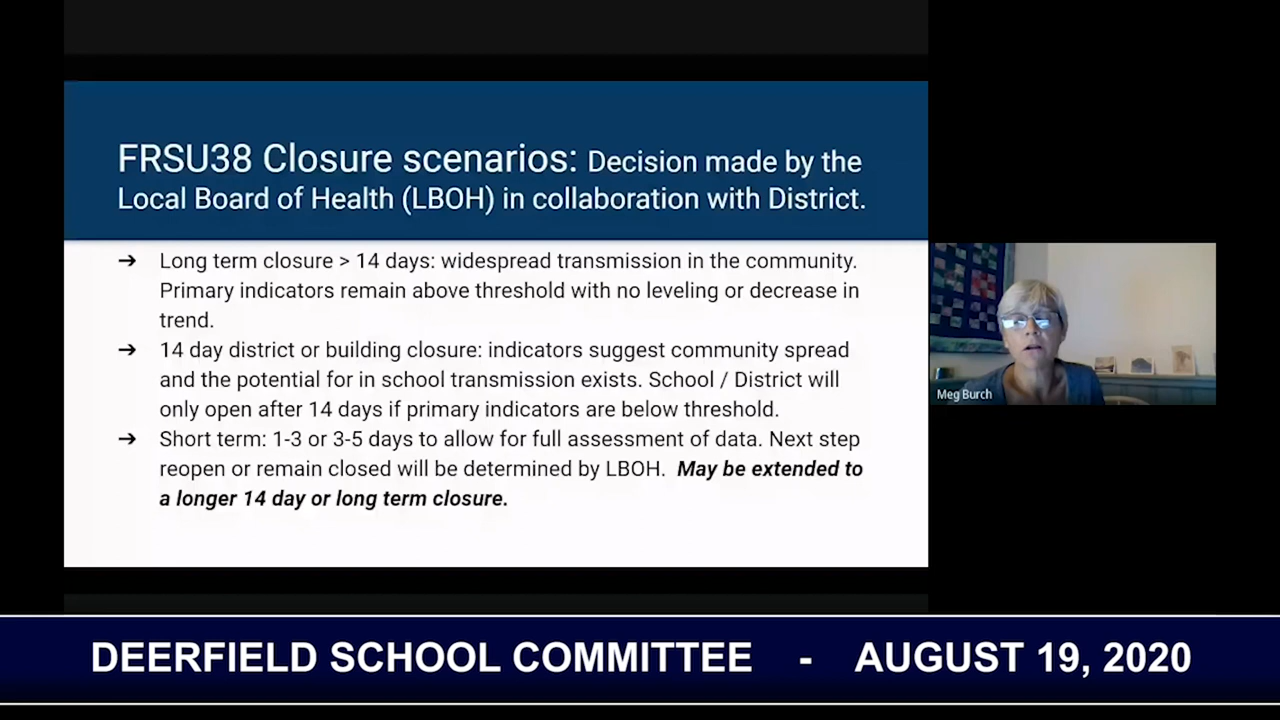 FRSU38 Closure scenarios: Decision made by the
Local Board of Health (LBOH) in collaboration with District.
➔ Long term closure > 14 days: widespread transmission in the community.
Primary indicators remain above threshold with no leveling or decrease in
trend.
➔ 14 day district or building closure: indicators suggest community spread
and the potential for in school transmission exists. School / District will
only open after 14 days if primary indicators are below threshold.
➔ Short term: 1-3 or 3-5 days to allow for full assessment of data. Next step
reopen or remain closed will be determined by LBOH. May be extended to
a longer 14 day or long term closure.
Meg Burch
DEERFIELD SCHOOL COMMITTEE - AUGUST 19, 2020